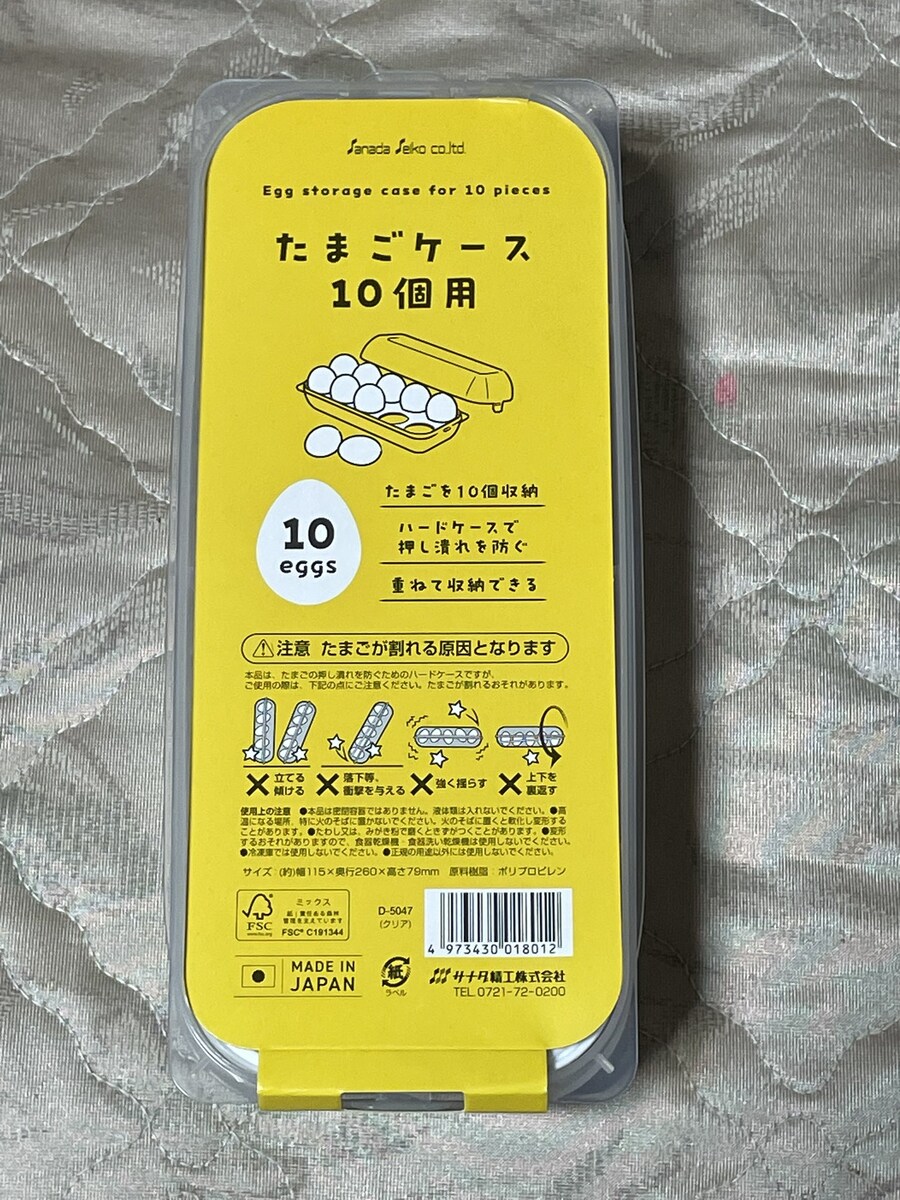 Sanada Seiko co.,ltd.
Egg storage case for 10 pieces
たまごケース
10個用
たまごを10個収納
ハードケースで
押し潰れを防ぐ
重ねて収納できる
10
eggs
注意 たまごが割れる原因となります
本品は、たまごの押し潰れを防ぐためのハードケースですが、
ご使用の際は、下記の点にご注意ください。たまごが割れるおそれがあります。
立てる
傾ける
落下等、
衝撃を与える
強く揺らす
上下を
裏返す
使用上の注意 ●本品は密閉容器ではありません。液体類は入れないでください。●高
温になる場所、特に火のそばに置かないでください。火のそばに置くと軟化し変形する
ことがあります。●たわし又は、みがき粉で磨くときずがつくことがあります。●変形
するおそれがありますので、食器乾燥機・食器洗い乾燥機は使用しないでください。
●冷凍庫では使用しないでください。●正規の用途以外には使用しないでください。
サイズ：(約)幅115×奥行260×高さ79mm 原料樹脂：ポリプロピレン
FSC
www.fsc.org
ミックス
紙｜責任ある森林
管理を支えています
FSC® C191344
D-5047
(クリア)
4 973430 018012
MADE IN
JAPAN
紙
ラベル
サナダ精工株式会社
TEL.0721-72-0200